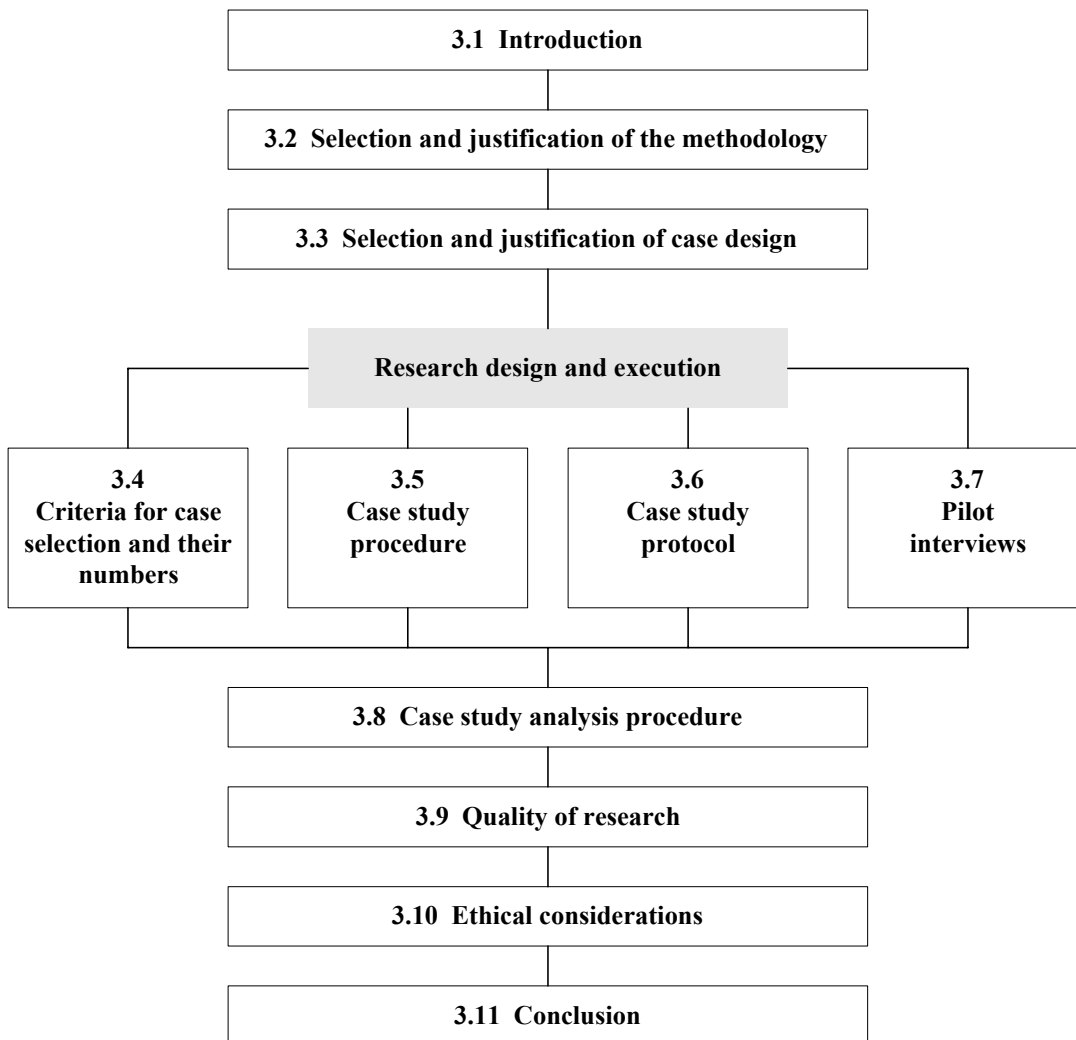 3.1 Introduction
3.2 Selection and justification of the methodology
3.3 Selection and justification of case design
Research design and execution
3.4
Criteria for case
selection and their
numbers
3.5
Case study
procedure
3.6
Case study
protocol
3.7
Pilot
interviews
3.8 Case study analysis procedure
3.9 Quality of research
3.10 Ethical considerations
3.11 Conclusion